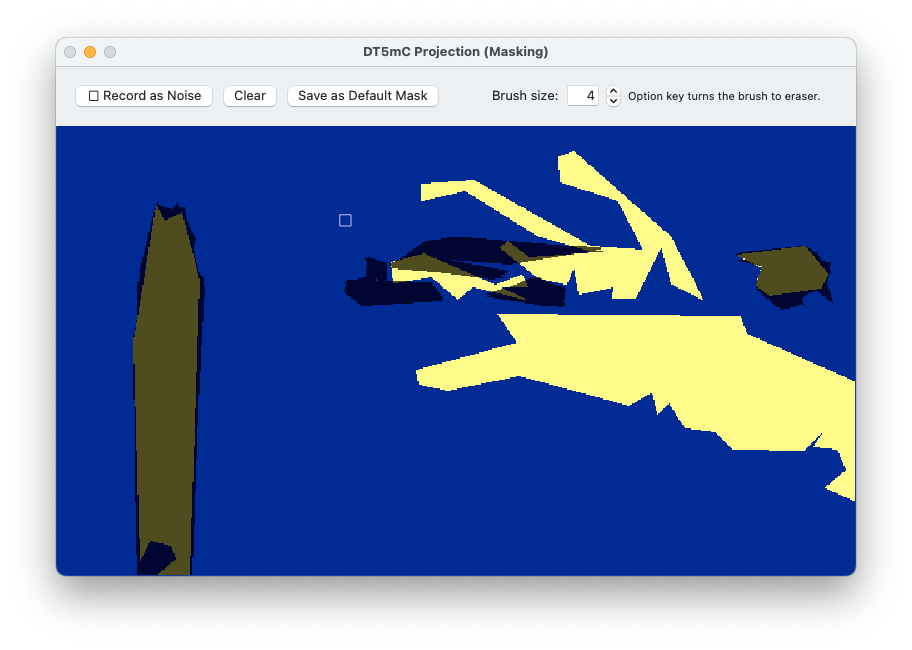 DT5mC Projection (Masking)
Record as Noise Clear Save as Default Mask Brush size: 4 Option key turns the brush to eraser.